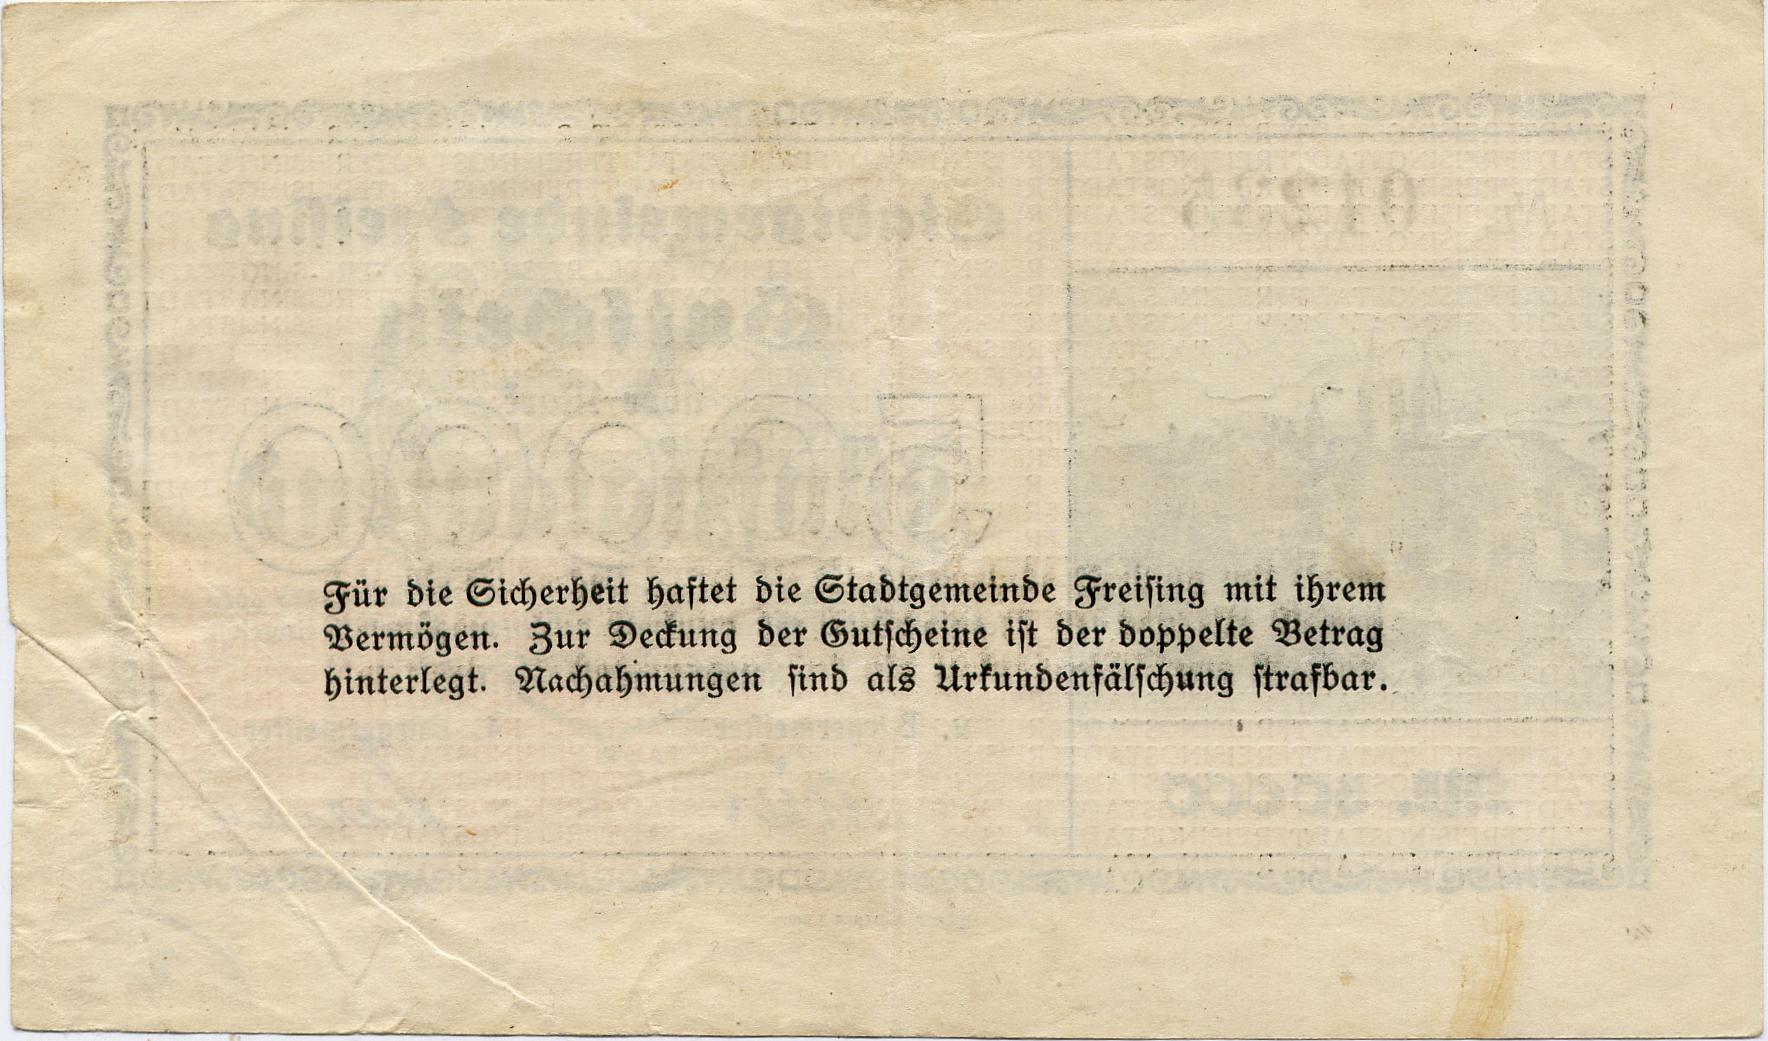 Für die Sicherheit haftet die Stadtgemeinde Freising mit ihrem
Vermögen. Zur Deckung der Gutscheine ist der doppelte Betrag
hinterlegt. Nachahmungen sind als Urkundenfälschung strafbar.